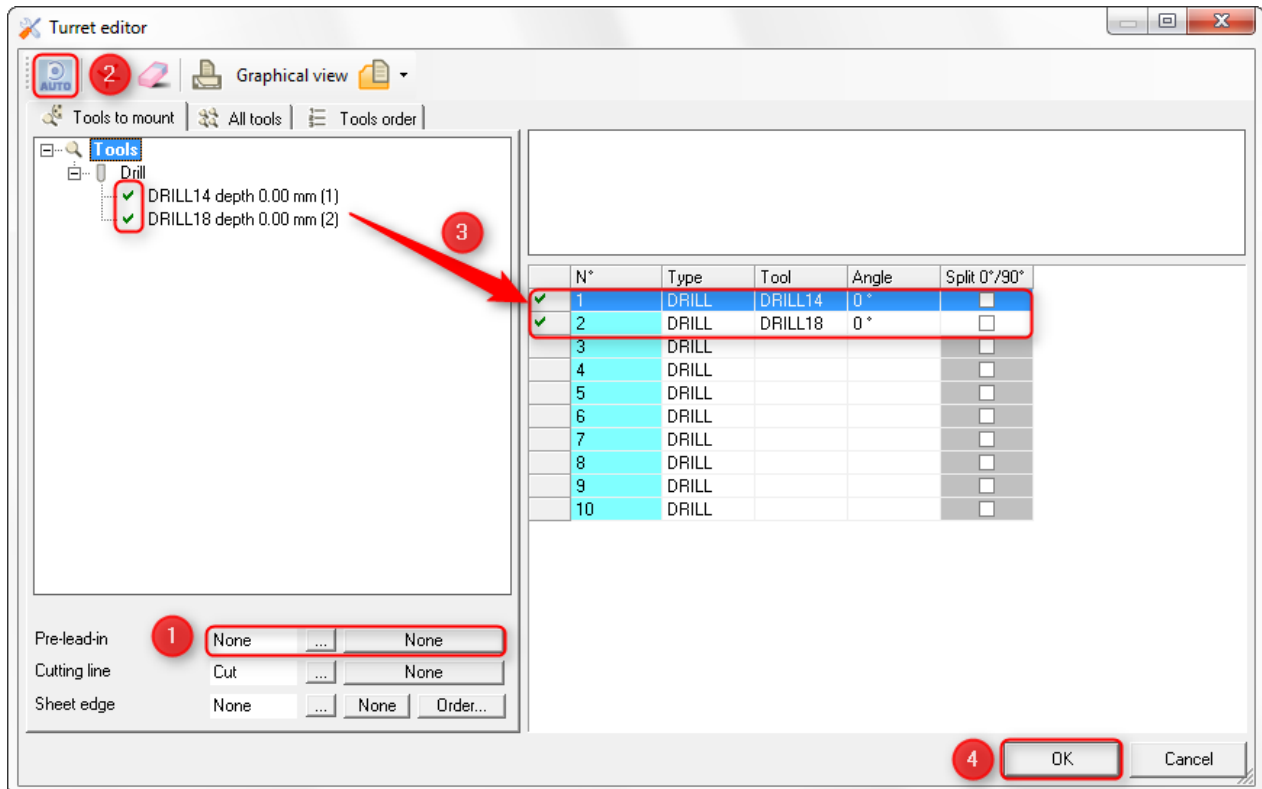 Turret editor
AUTO 2 Graphical view
Tools to mount All tools Tools order
Tools
Drill
DRILL14 depth 0.00 mm (1)
DRILL18 depth 0.00 mm (2)
3
N° Type Tool Angle Split 0°/90°
1 DRILL DRILL14 0 °
2 DRILL DRILL18 0 °
3 DRILL
4 DRILL
5 DRILL
6 DRILL
7 DRILL
8 DRILL
9 DRILL
10 DRILL
Pre-lead-in 1 None ... None
Cutting line Cut ... None
Sheet edge None ... None Order...
4 OK Cancel